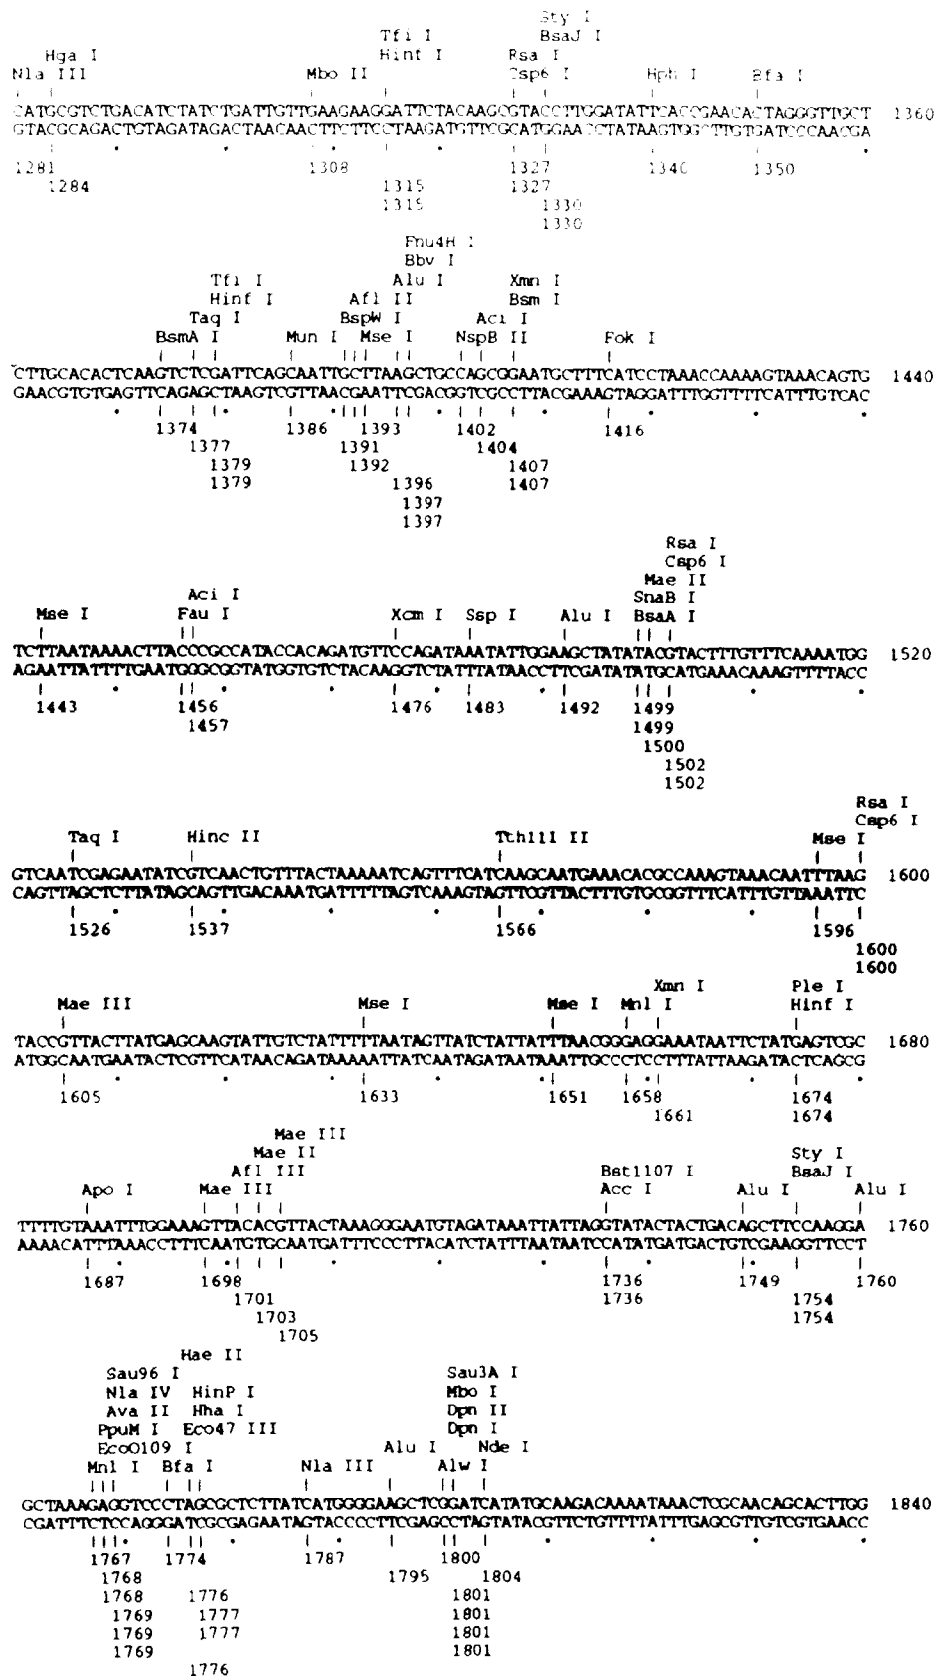 Sty I
Tfi I BsaJ I
Hga I Hinf I Rsa I
Nla III Mbo II Csp6 I Hph I Bfa I
CATGCGTCTGACATCTATCTGATTGTTGAAGAAGGATTCTACAAGCGTACCTTGGATATTCACCGAACACTAGGGTTGCT 1360
GTACGCAGACTGTAGATAGACTAACAACTTCTTCCTAAGATGTTCGCATGGAACCTATAAGTGGCTTGTGATCCCAACGA
1281 1308 1327 1346 1350
1284 1315 1327
1315 1330
1330
Fnu4H I
Bbv I
Tfi I Alu I Xmn I
Hinf I Afl II Bsm I
Taq I BspW I Aci I
BsmA I Mun I Mse I NspB II Fok I
CTTGCACACTCAAGTCTCGATTCAGCAATTGCTTAAGCTGCCAGCGGAATGCTTTCATCCTAAACCAAAAGTAAACAGTG 1440
GAACGTGTGAGTTCAGAGCTAAGTCGTTAACGAATTCGACGGTCGCCTTACGAAAGTAGGATTTGGTTTTCATTTGTCAC
1374 1386 1393 1402 1416
1377 1391 1404
1379 1392 1407
1379 1396 1407
1397
1397
Rsa I
Csp6 I
Mae II
Aci I SnaB I
Mse I Fau I Xcm I Ssp I Alu I BsaA I
TCTTAATAAAACTTACCCGCCATACCACAGATGTTCCAGATAAATATTGGAAGCTATATACGTACTTTGTTTCAAAATGG 1520
AGAATTATTTTGAATGGGCGGTATGGTGTCTACAAGGTCTATTTATAACCTTCGATATATGCATGAAACAAAGTTTTACC
1443 1456 1476 1483 1492 1499
1457 1499
1500
1502
1502
Rsa I
Csp6 I
Taq I Hinc II Tth111 II Mse I
GTCAATCGAGAATATCGTCAACTGTTTACTAAAAATCAGTTTCATCAAGCAATGAAACACGCCAAAGTAAACAATTTAAG 1600
CAGTTAGCTCTTATAGCAGTTGACAAATGATTTTTAGTCAAAGTAGTTCGTTACTTTGTGCGGTTTCATTTGTTAAATTC
1526 1537 1566 1596
1600
1600
Xmn I Ple I
Mae III Mse I Mse I Mnl I Hinf I
TACCGTTACTTATGAGCAAGTATTGTCTATTTTTAATAGTTATCTATTATTTAACGGGAGGAAATAATTCTATGAGTCGC 1680
ATGGCAATGAATACTCGTTCATAACAGATAAAAATTATCAATAGATAATAAATTGCCCTCCTTTATTAAGATACTCAGCG
1605 1633 1651 1658 1674
1661 1674
Mae III
Mae II Sty I
Afl III Bst1107 I BsaJ I
Apo I Mae III Acc I Alu I Alu I
TTTTGTAAATTTGGAAAGTTACACGTTACTAAAGGGAATGTAGATAAATTATTAGGTATACTACTGACAGCTTCCAAGGA 1760
AAAACATTTAAACCTTTCAATGTGCAATGATTTCCCTTACATCTATTTAATAATCCATATGATGACTGTCGAAGGTTCCT
1687 1698 1736 1749 1760
1701 1736 1754
1703 1754
1705
Hae II
Sau96 I Sau3A I
Nla IV HinP I Mbo I
Ava II Hha I Dpn II
PpuM I Eco47 III Dpn I
EcoO109 I Alu I Nde I
Mnl I Bfa I Nla III Alw I
GCTAAAGAGGTCCCTAGCGCTCTTATCATGGGGAAGCTCGGATCATATGCAAGACAAAATAAACTCGCAACAGCACTTGG 1840
CGATTTCTCCAGGGATCGCGAGAATAGTACCCCTTCGAGCCTAGTATACGTTCTGTTTTATTTGAGCGTTGTCGTGAACC
1767 1774 1787 1800
1768 1795 1804
1768 1776 1801
1769 1777 1801
1769 1777 1801
1769 1801
1776